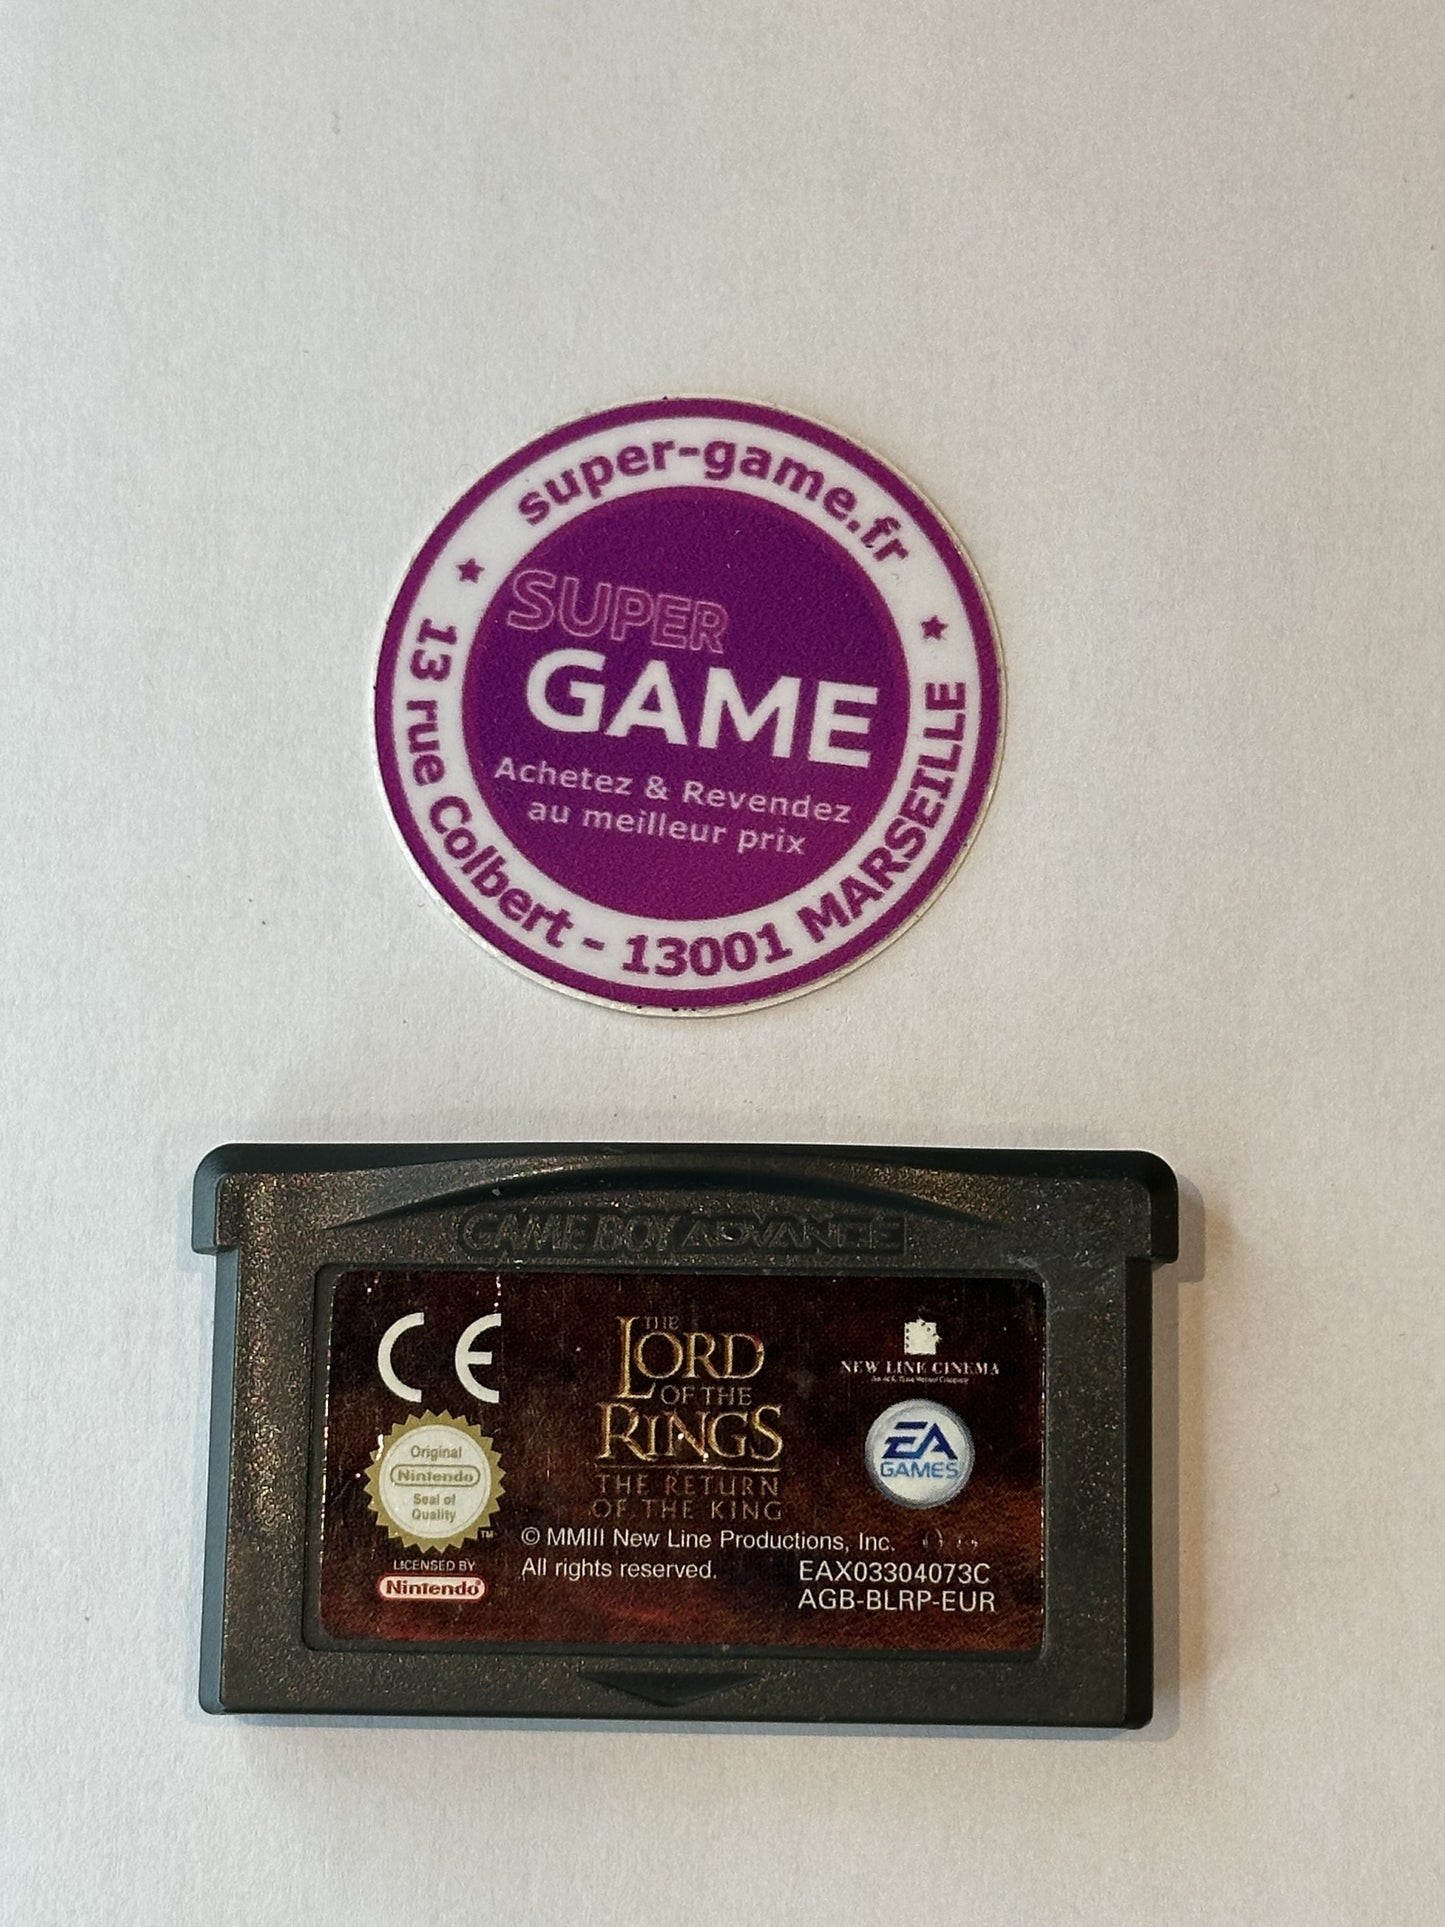 super-game.fr
SUPER
GAME
Achetez & Revendez
au meilleur prix
13 rue Colbert - 13001 MARSEILLE
GAME BOY ADVANCE
CE
THE
LORD
OF THE
RINGS
THE RETURN
OF THE KING
NEW LINE CINEMA
EA
GAMES
Original
Nintendo
Seal of
Quality
TM
LICENSED BY
Nintendo
© MMIII New Line Productions, Inc.
All rights reserved.
EAX03304073C
AGB-BLRP-EUR